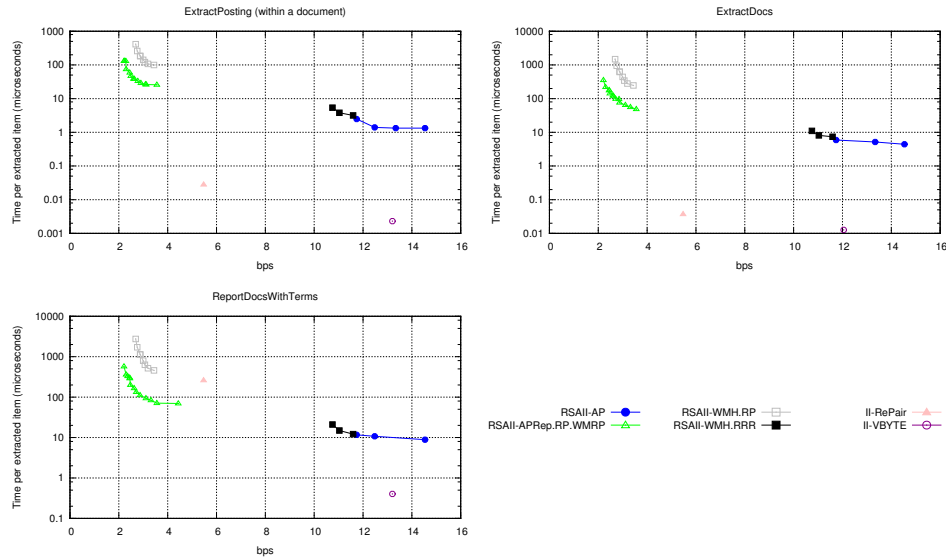 ExtractPosting (within a document)
Time per extracted item (microseconds)
1000
100
10
1
0.1
0.01
0.001
0 2 4 6 8 10 12 14 16
bps
ExtractDocs
Time per extracted item (microseconds)
10000
1000
100
10
1
0.1
0.01
0 2 4 6 8 10 12 14 16
bps
ReportDocsWithTerms
Time per extracted item (microseconds)
10000
1000
100
10
1
0.1
0 2 4 6 8 10 12 14 16
bps
RSAII-AP RSAII-WMH.RP II-RePair
RSAII-APRep.RP.WMRP RSAII-WMH.RRR II-VBYTE